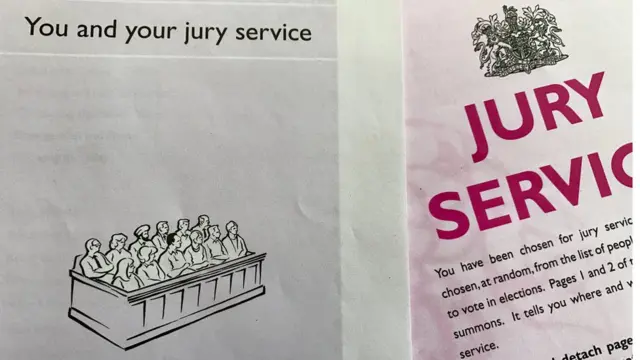 You and your jury service
JURY
SERVIC
You have been chosen for jury servic
chosen, at random, from the list of peopl
to vote in elections. Pages 1 and 2 of
summons. It tells you where and w
service.
detach page